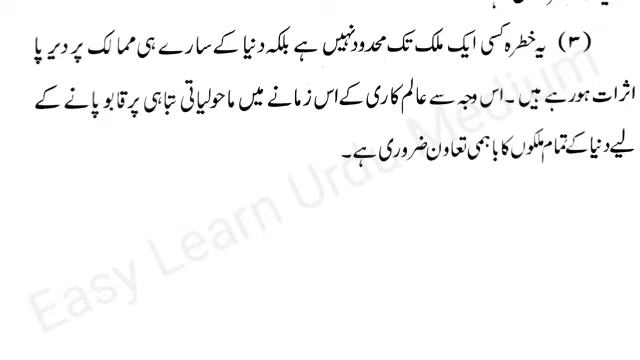 (۳) یہ خطرہ کسی ایک ملک تک محدود نہیں ہے بلکہ دنیا کے سارے ہی ممالک پر دیر پا
اثرات ہو رہے ہیں ۔ اس وجہ سے عالم کاری کے اس زمانے میں ماحولیاتی تباہی پر قابو پانے کے
لیے دنیا کے تمام ملکوں کا باہمی تعاون ضروری ہے ۔
Easy Learn Urdu Medium